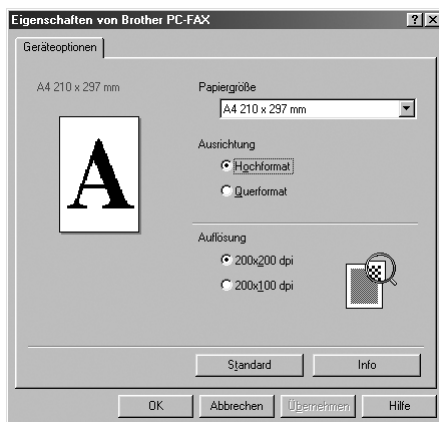 Eigenschaften von Brother PC-FAX
Geräteoptionen
A4 210 x 297 mm
A
Papiergröße
A4 210 x 297 mm
Ausrichtung
Hochformat
Querformat
Auflösung
200x200 dpi
200x100 dpi
Standard
Info
OK
Abbrechen
Übernehmen
Hilfe